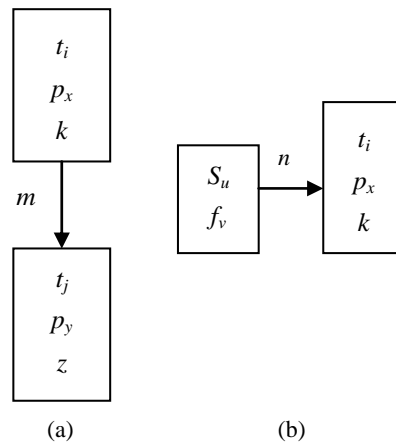 t_i
p_x
k
m
t_j
p_y
z
(a)
S_u
f_v
n
t_i
p_x
k
(b)